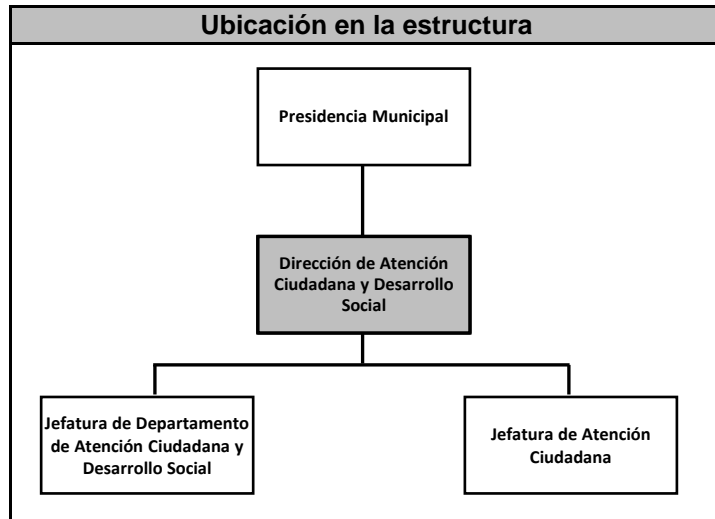 Ubicación en la estructura
Presidencia Municipal
Dirección de Atención
Ciudadana y Desarrollo
Social
Jefatura de Departamento
de Atención Ciudadana y
Desarrollo Social
Jefatura de Atención
Ciudadana